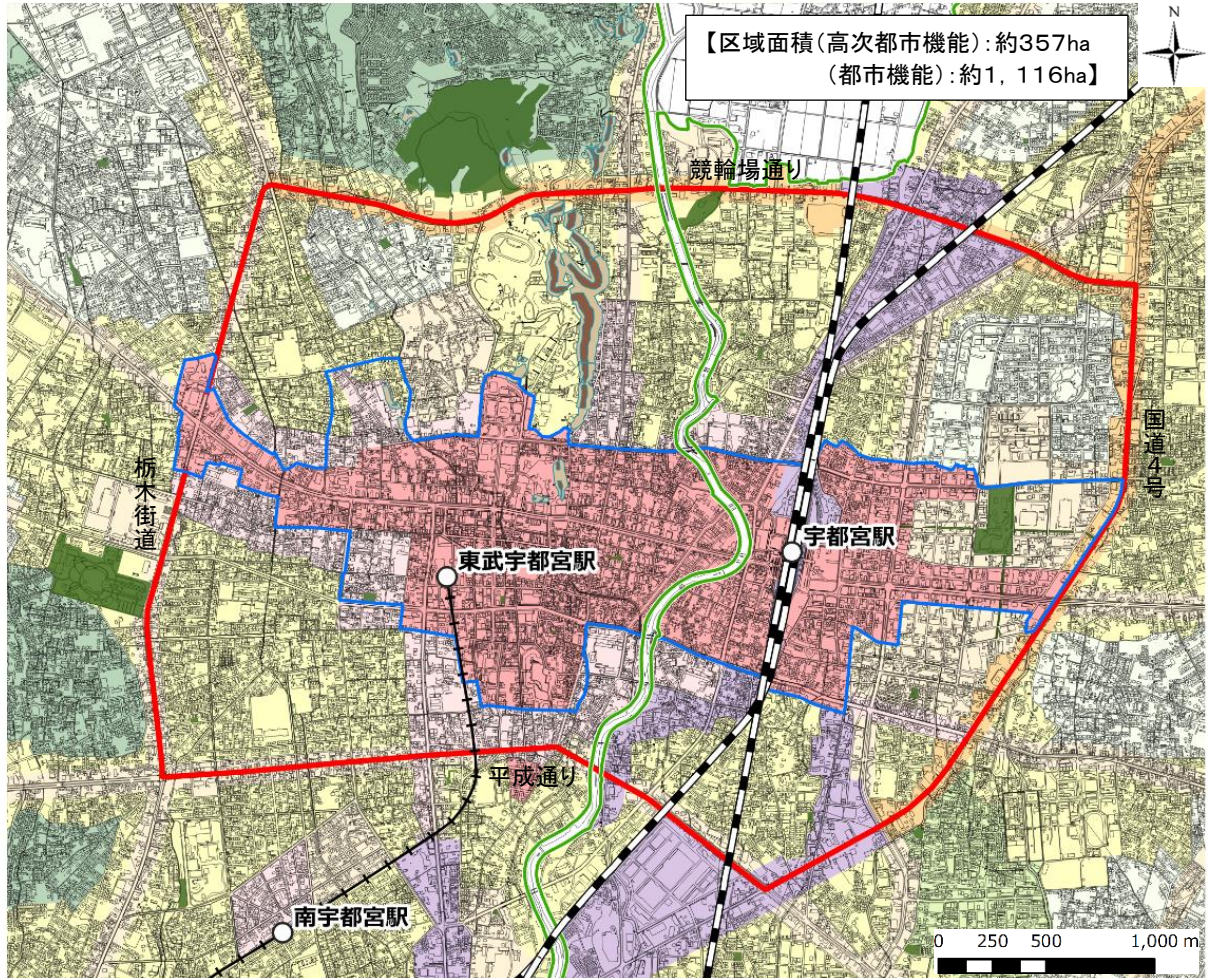 【区域面積(高次都市機能):約357ha
(都市機能):約1,116ha】
N
競輪場通り
国道4号
栃木街道
宇都宮駅
東武宇都宮駅
平成通り
南宇都宮駅
0 250 500 1,000 m